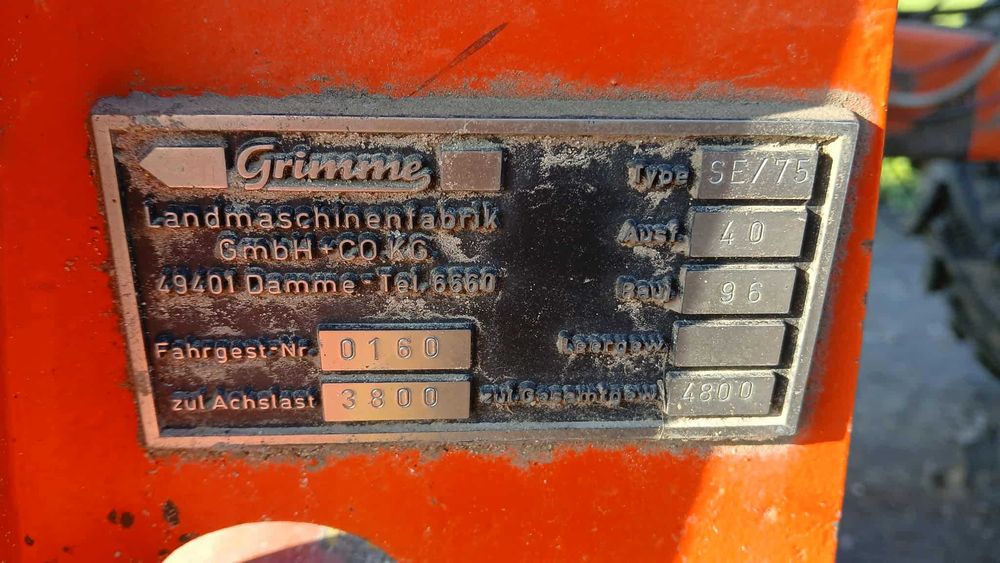 Grimme
Landmaschinenfabrik
GmbH + CO.KG
49401 Damme - Tel. 6660
Fahrgest-Nr. 0160
zul Achslast 3800
Type SE/75
Ausf. 40
Bauj. 96
Leergew.
zul Gesamtgew. 4800